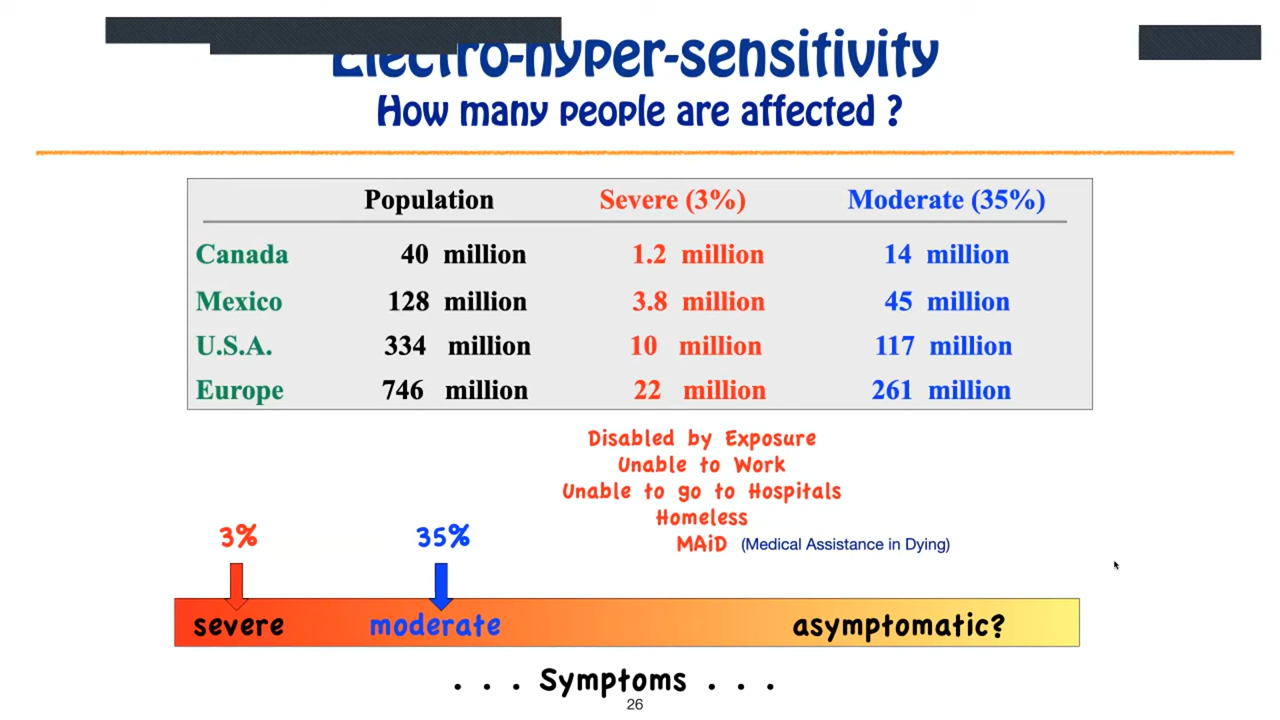 Electro-hyper-sensitivity
How many people are affected ?
Population Severe (3%) Moderate (35%)
Canada 40 million 1.2 million 14 million
Mexico 128 million 3.8 million 45 million
U.S.A. 334 million 10 million 117 million
Europe 746 million 22 million 261 million
Disabled by Exposure
Unable to Work
Unable to go to Hospitals
Homeless
MAiD (Medical Assistance in Dying)
3% 35%
severe moderate asymptomatic?
. . . Symptoms . . .
26